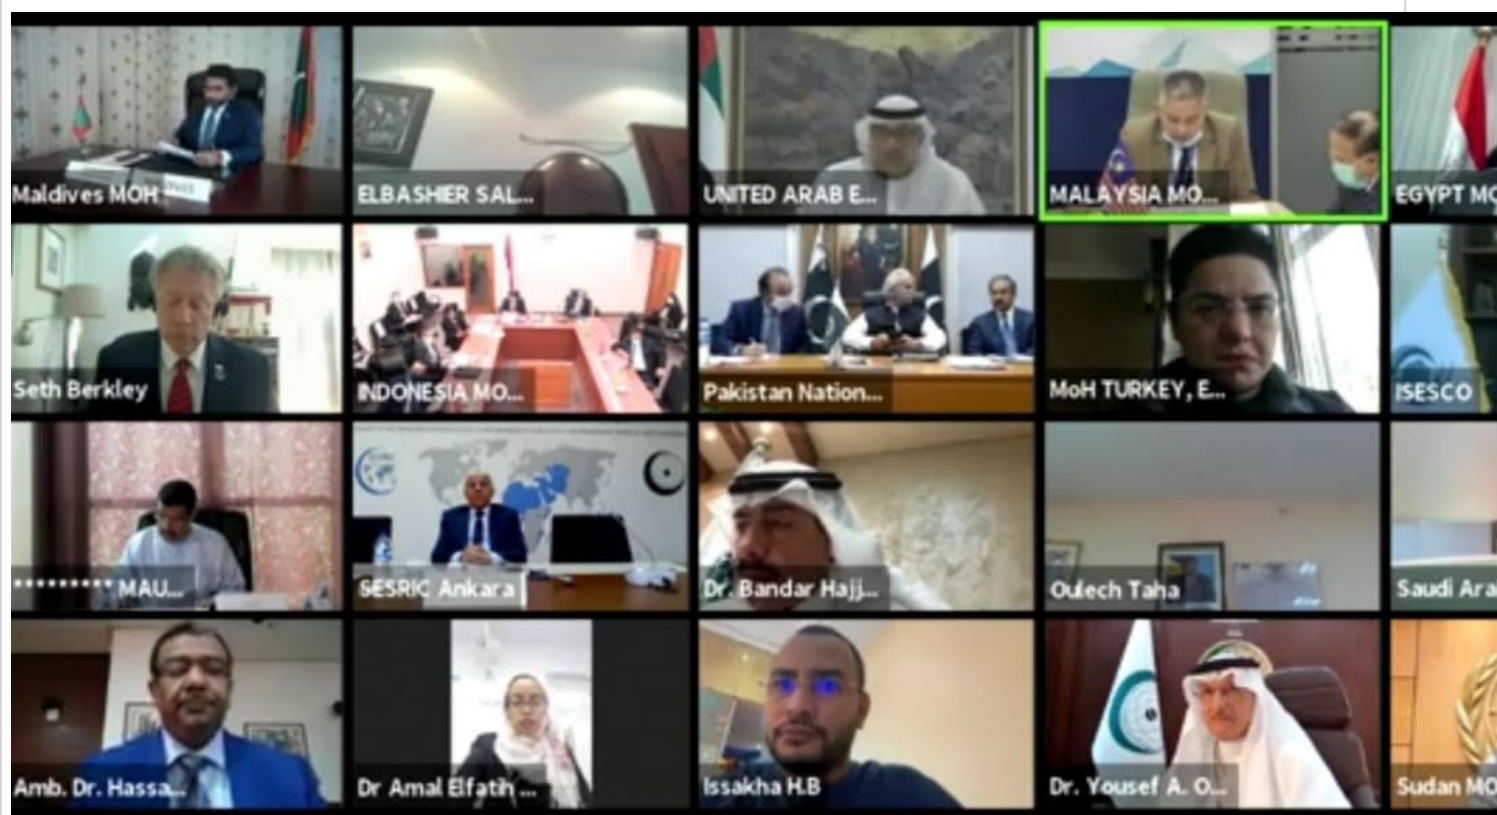 Maldives MOH
ELBASHIER SAL...
UNITED ARAB E...
MALAYSIA MO...
EGYPT MO
Seth Berkley
INDONESIA MO...
Pakistan Nation...
MoH TURKEY, E...
ISESCO
********** MAU...
SESRIC Ankara
Dr. Bandar Hajj...
Oulech Taha
Saudi Ara
Amb. Dr. Hassa...
Dr Amal Elfatih ...
Issakha H.B
Dr. Yousef A. O...
Sudan MO